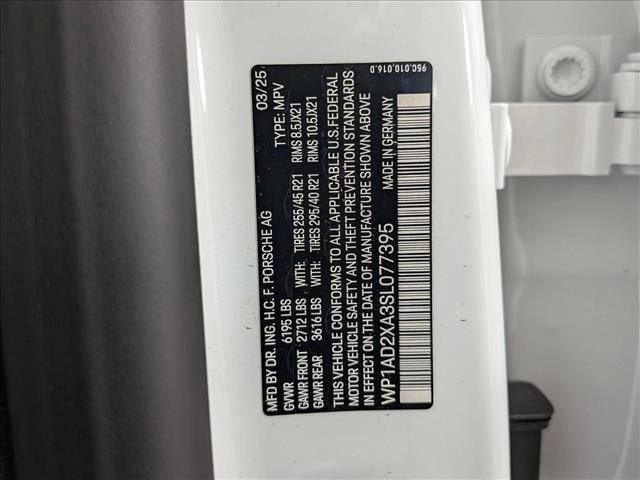 95C.010.016.D
MFD BY DR. ING. H.C. F. PORSCHE AG 03/25
GVWR 6195 LBS TYPE: MPV
GAWR FRONT 2712 LBS WITH: TIRES 255/45 R21 RIMS 8.5JX21
GAWR REAR 3616 LBS WITH: TIRES 295/40 R21 RIMS 10.5JX21
THIS VEHICLE CONFORMS TO ALL APPLICABLE U.S.FEDERAL
MOTOR VEHICLE SAFETY AND THEFT PREVENTION STANDARDS
IN EFFECT ON THE DATE OF MANUFACTURE SHOWN ABOVE
WP1AD2XA3SL077395 MADE IN GERMANY